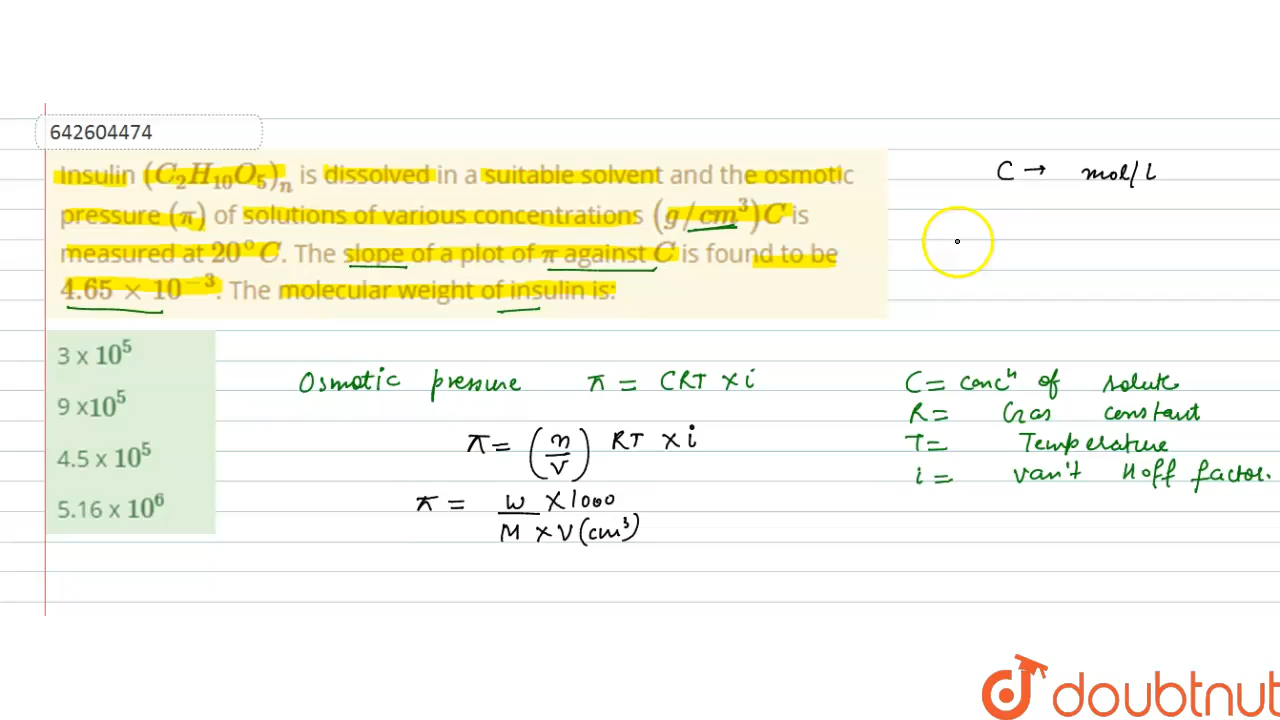 642604474
Insulin (C₂H₁₀O₅)ₙ is dissolved in a suitable solvent and the osmotic
pressure (π) of solutions of various concentrations (g/cm³)C is
measured at 20°C. The slope of a plot of π against C is found to be
4.65 × 10⁻³. The molecular weight of insulin is:
3 x 10⁵
9 x10⁵
4.5 x 10⁵
5.16 x 10⁶
C → mol/L
Osmotic pressure π = CRT × i
π = (n/V) RT × i
π = w × 1000 / M × V(cm³)
C = concⁿ of solute
R = Gas constant
T = Temperature
i = van't Hoff factor.
doubtnut